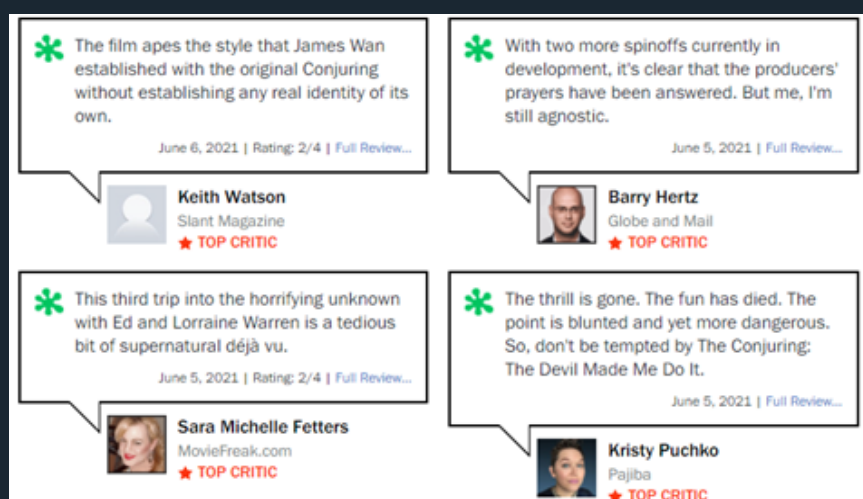 The film apes the style that James Wan
established with the original Conjuring
without establishing any real identity of its
own.
June 6, 2021 | Rating: 2/4 | Full Review...
Keith Watson
Slant Magazine
TOP CRITIC
With two more spinoffs currently in
development, it's clear that the producers'
prayers have been answered. But me, I'm
still agnostic.
June 5, 2021 | Full Review...
Barry Hertz
Globe and Mail
TOP CRITIC
This third trip into the horrifying unknown
with Ed and Lorraine Warren is a tedious
bit of supernatural déjà vu.
June 5, 2021 | Rating: 2/4 | Full Review...
Sara Michelle Fetters
MovieFreak.com
TOP CRITIC
The thrill is gone. The fun has died. The
point is blunted and yet more dangerous.
So, don't be tempted by The Conjuring:
The Devil Made Me Do It.
June 5, 2021 | Full Review...
Kristy Puchko
Pajiba
TOP CRITIC